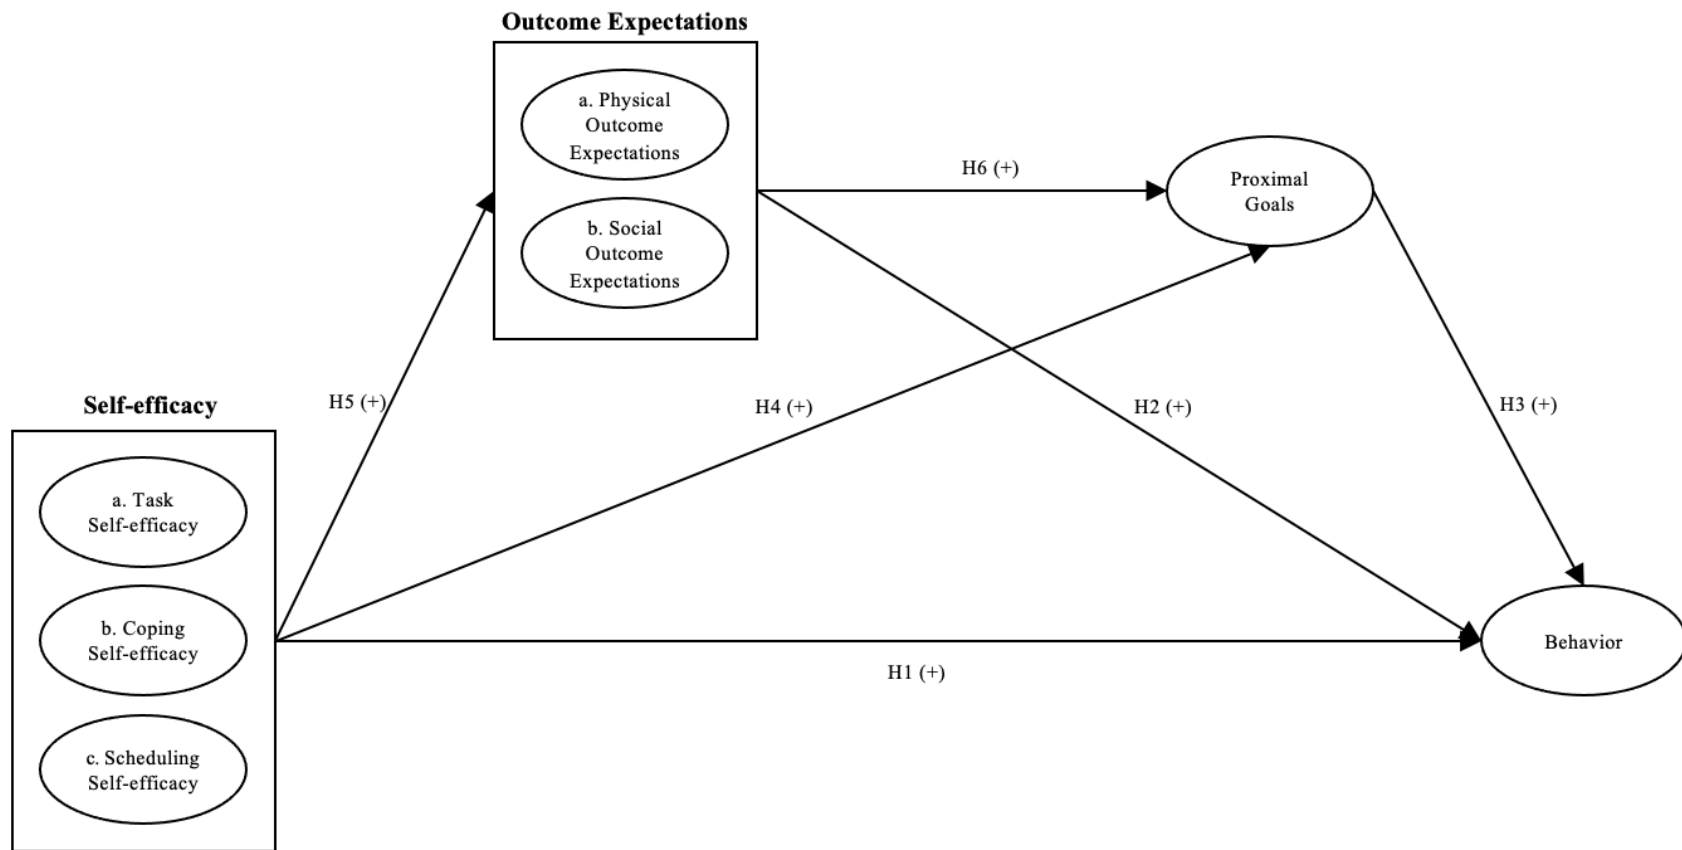 Outcome Expectations
a. Physical
Outcome
Expectations
b. Social
Outcome
Expectations
H6 (+)
Proximal
Goals
Self-efficacy
H5 (+)
H4 (+)
H2 (+)
H3 (+)
a. Task
Self-efficacy
b. Coping
Self-efficacy
c. Scheduling
Self-efficacy
H1 (+)
Behavior